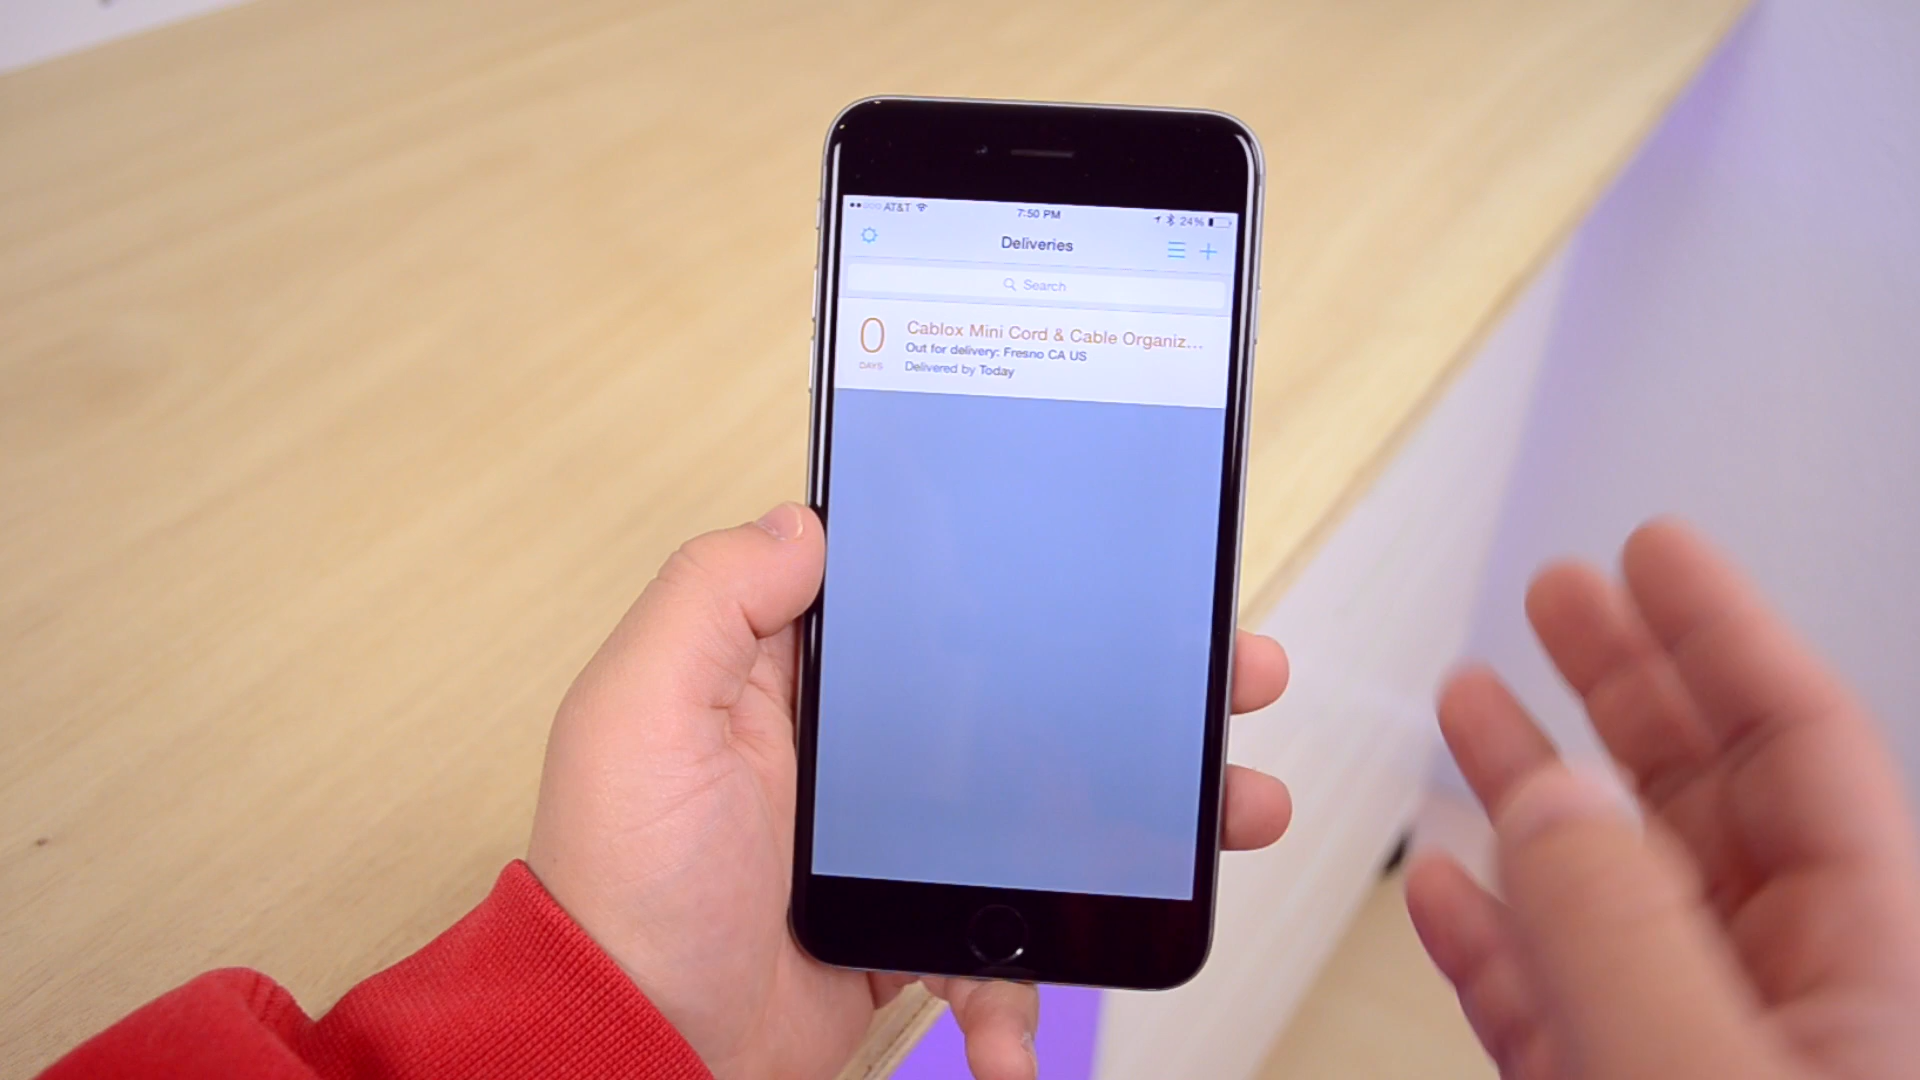 AT&T
7:50 PM
24%
Deliveries
Search
0
DAYS
Cablox Mini Cord & Cable Organiz...
Out for delivery: Fresno CA US
Delivered by Today